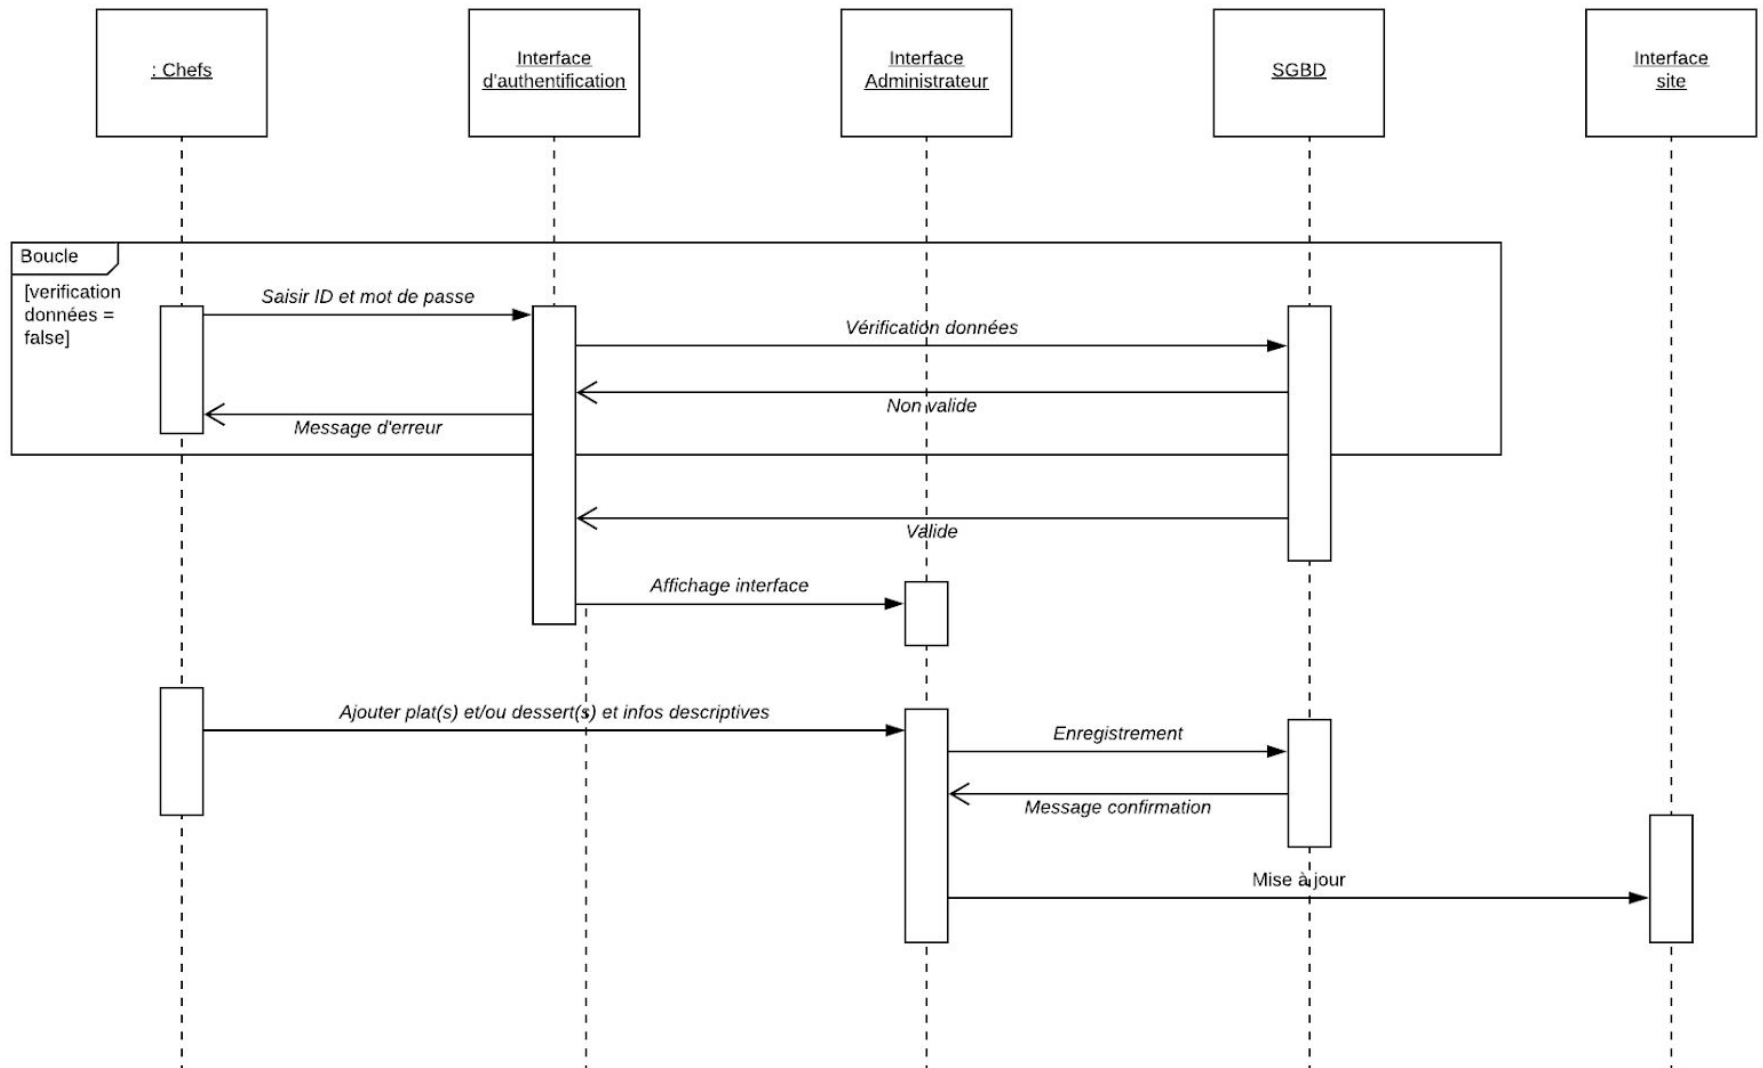 : Chefs
Interface
d'authentification
Interface
Administrateur
SGBD
Interface
site
Boucle
[verification
données =
false]
Saisir ID et mot de passe
Vérification données
Non valide
Message d'erreur
Valide
Affichage interface
Ajouter plat(s) et/ou dessert(s) et infos descriptives
Enregistrement
Message confirmation
Mise à jour